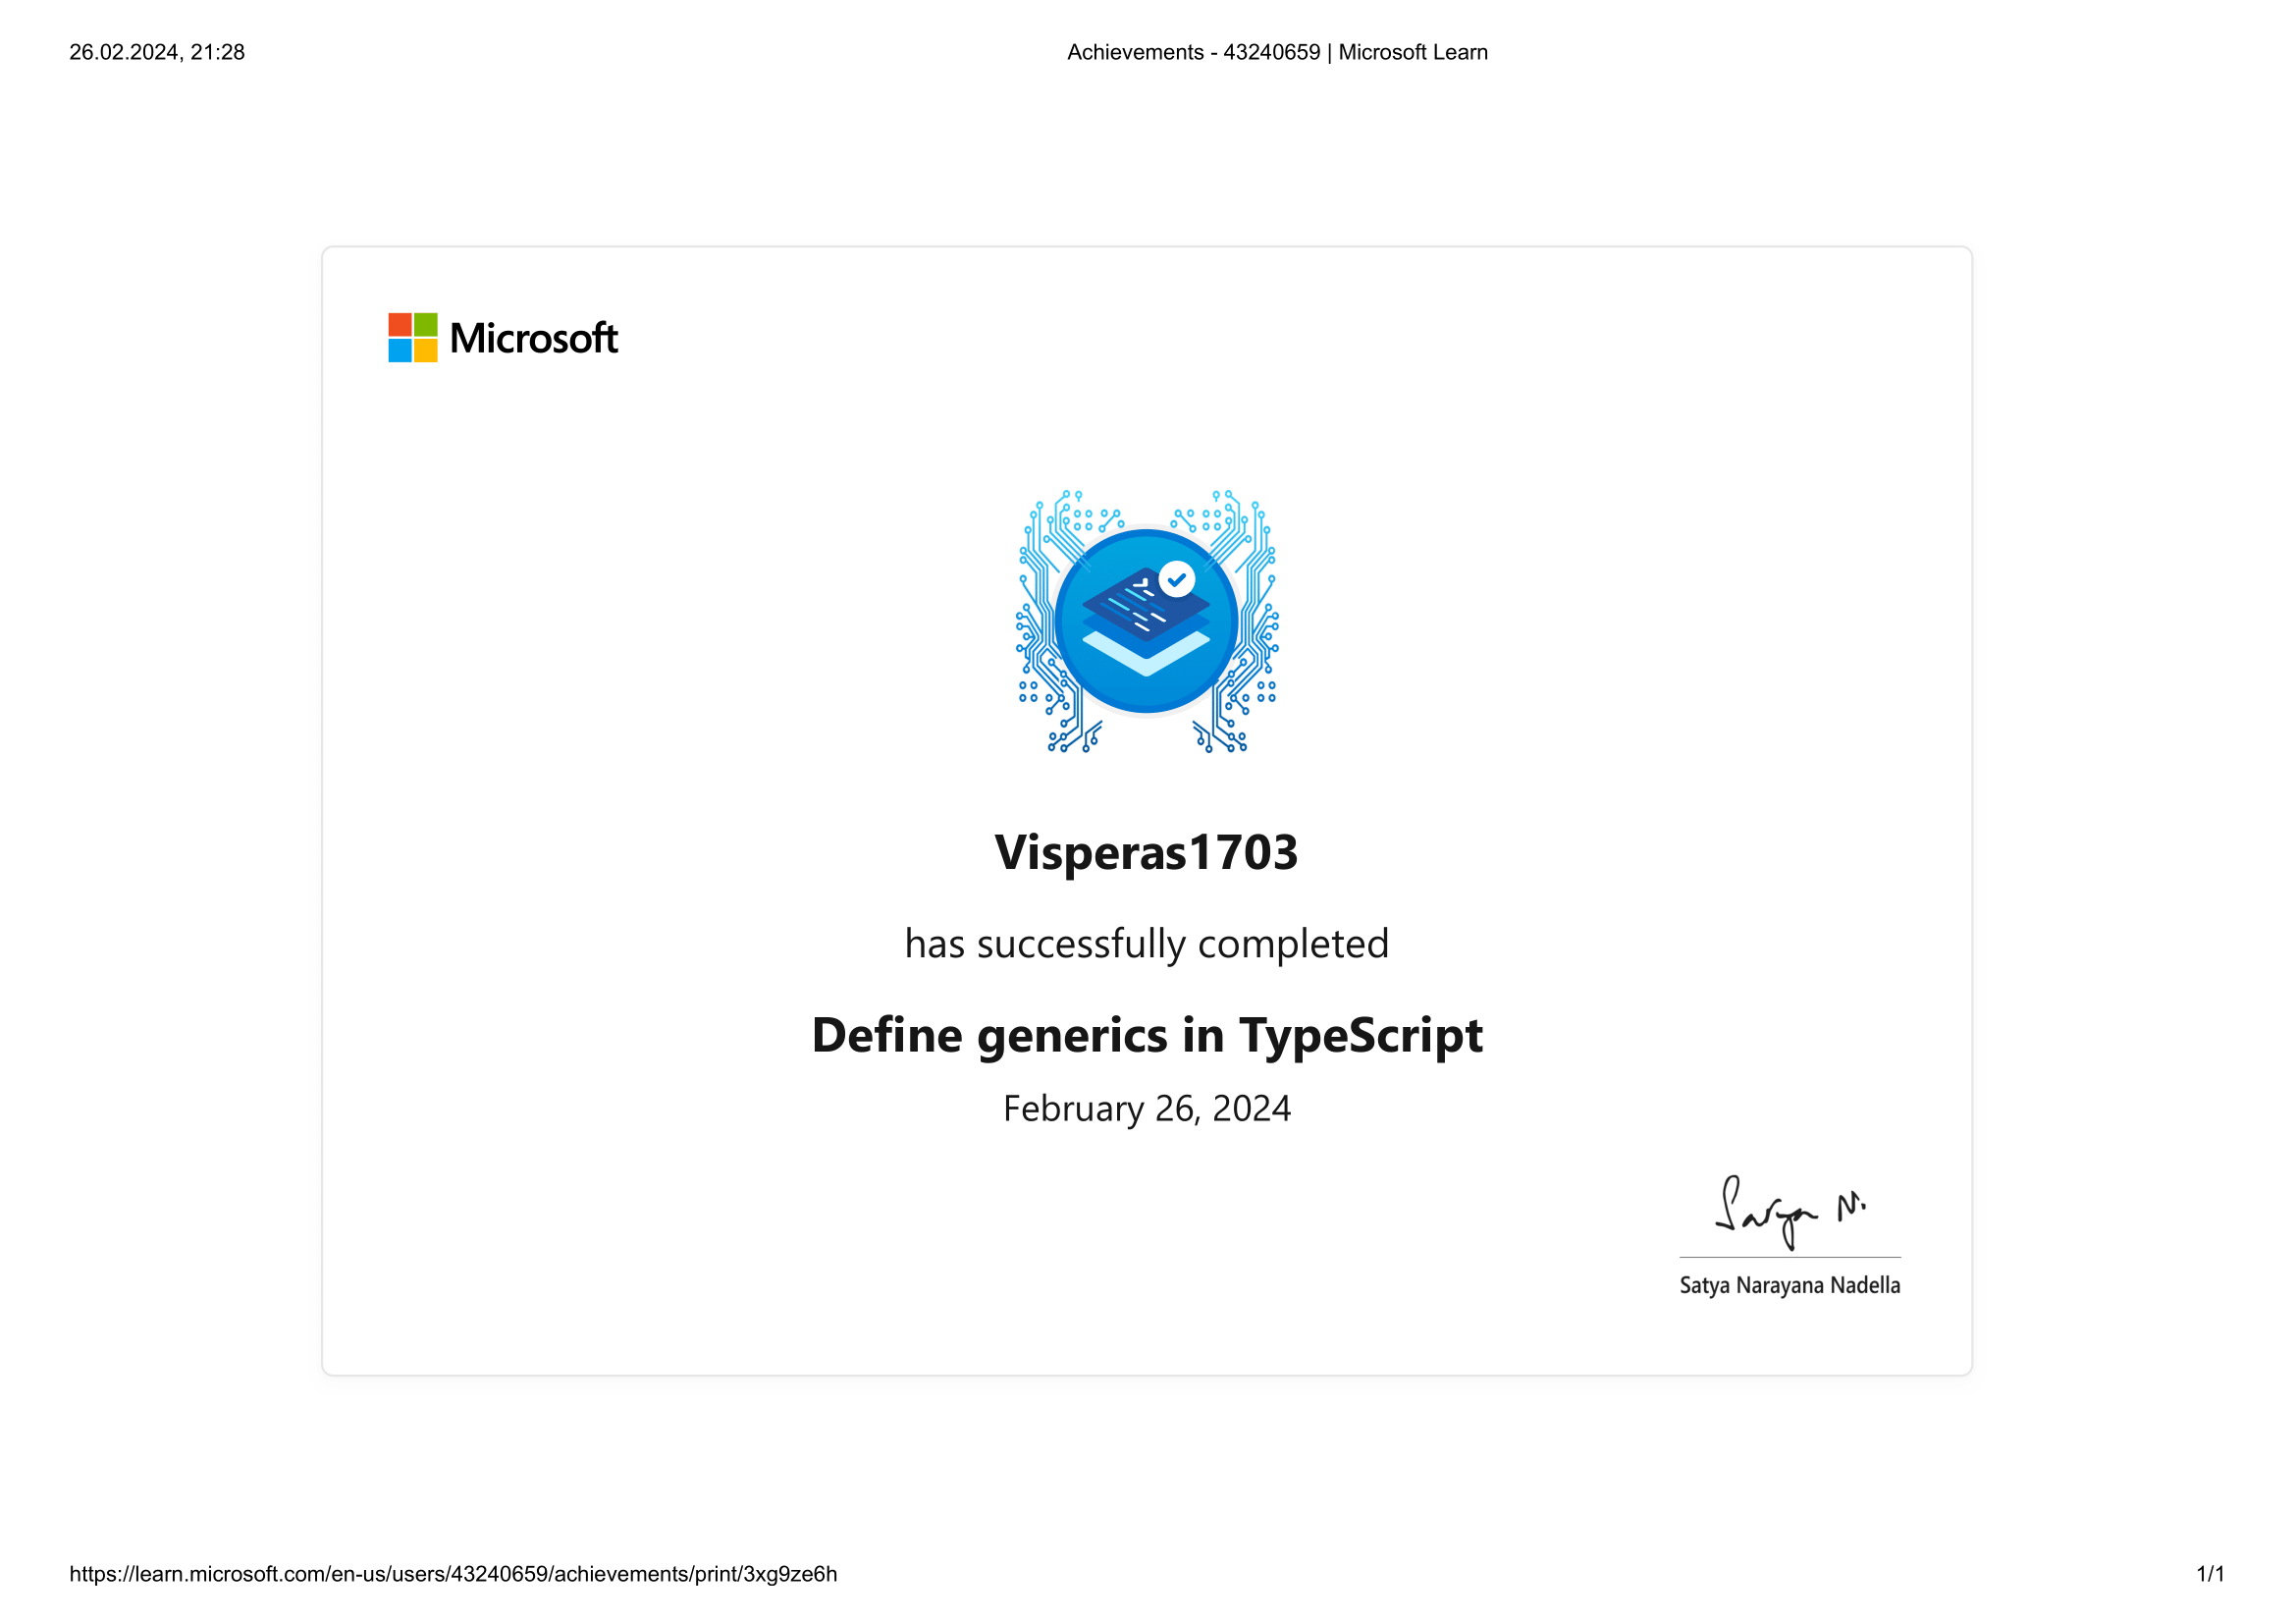 26.02.2024, 21:28
Achievements - 43240659 | Microsoft Learn
Microsoft
Visperas1703
has successfully completed
Define generics in TypeScript
February 26, 2024
Satya N.
Satya Narayana Nadella
https://learn.microsoft.com/en-us/users/43240659/achievements/print/3xg9ze6h
1/1